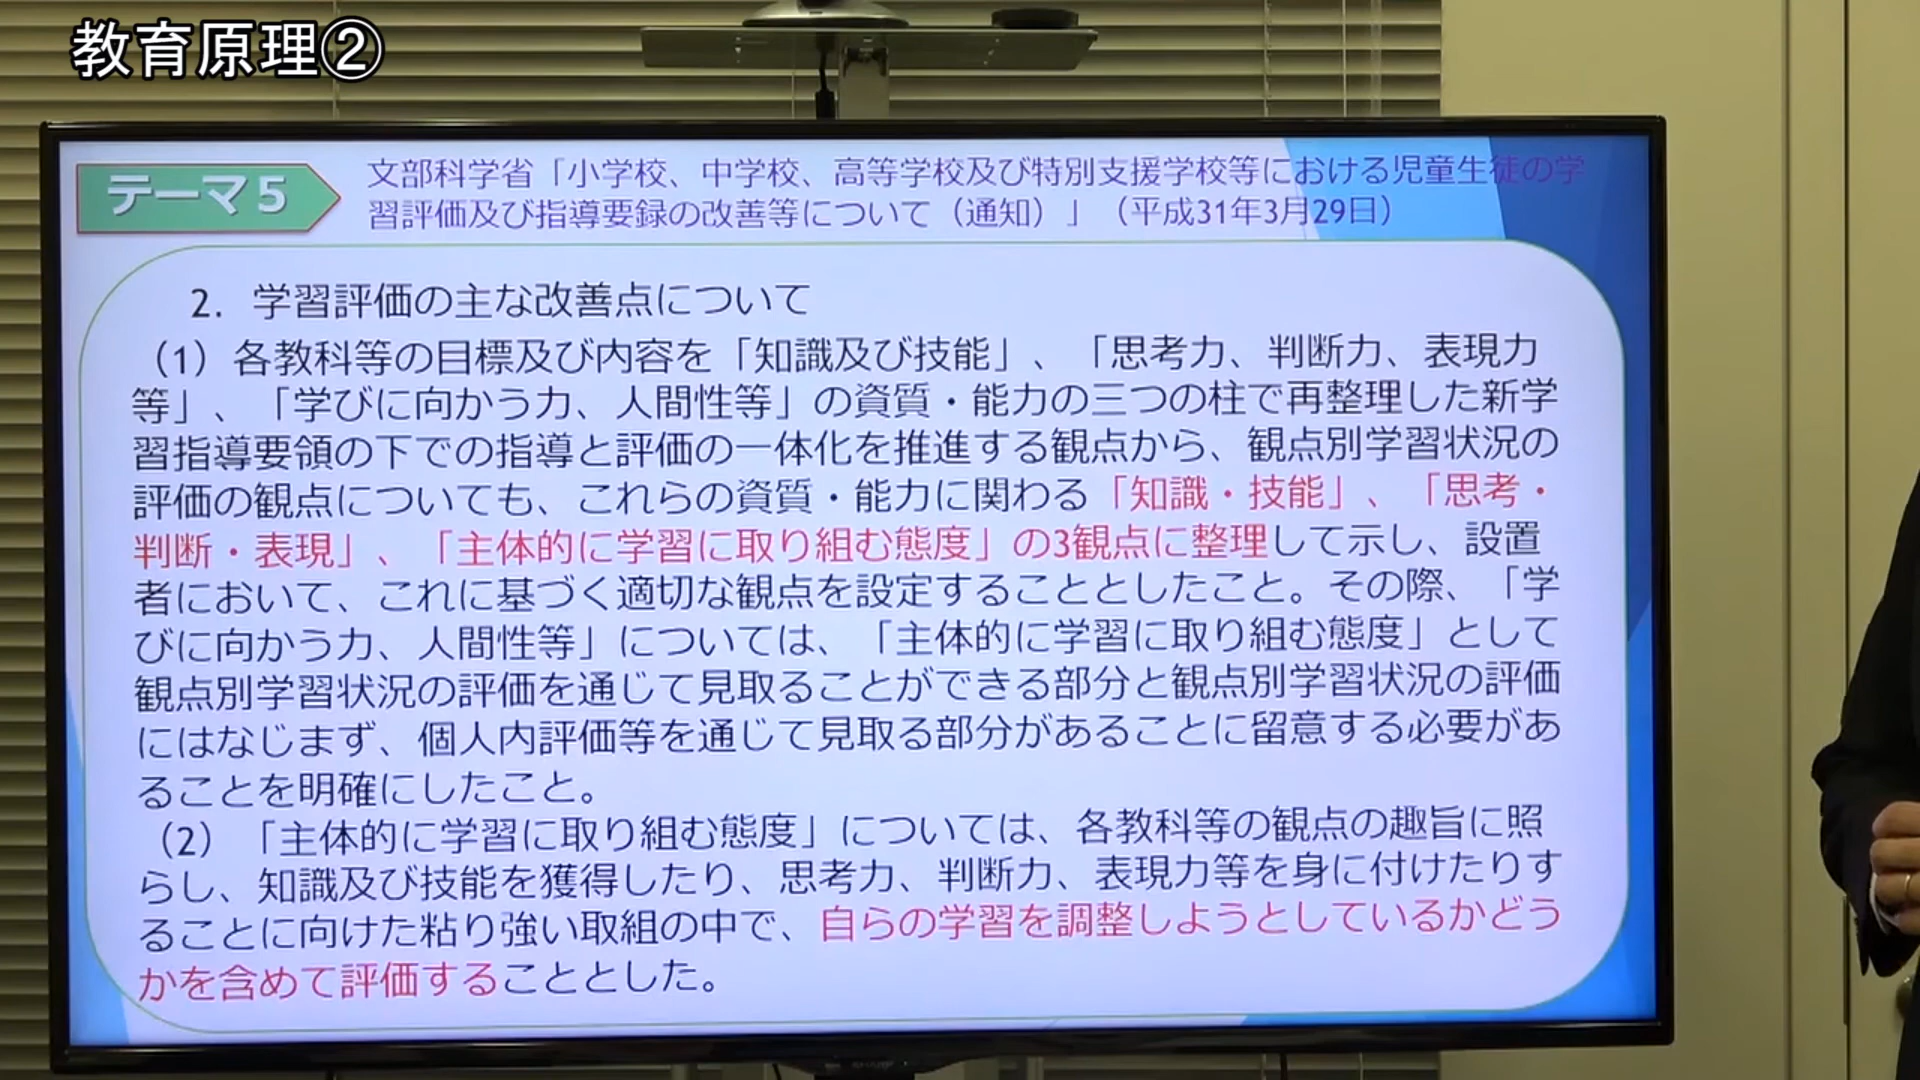 教育原理②
テーマ５
文部科学省「小学校、中学校、高等学校及び特別支援学校等における児童生徒の学
習評価及び指導要録の改善等について（通知）」（平成31年3月29日）
2．学習評価の主な改善点について
（1）各教科等の目標及び内容を「知識及び技能」、「思考力、判断力、表現力
等」、「学びに向かう力、人間性等」の資質・能力の三つの柱で再整理した新学
習指導要領の下での指導と評価の一体化を推進する観点から、観点別学習状況の
評価の観点についても、これらの資質・能力に関わる「知識・技能」、「思考・
判断・表現」、「主体的に学習に取り組む態度」の3観点に整理して示し、設置
者において、これに基づく適切な観点を設定することとしたこと。その際、「学
びに向かう力、人間性等」については、「主体的に学習に取り組む態度」として
観点別学習状況の評価を通じて見取ることができる部分と観点別学習状況の評価
にはなじまず、個人内評価等を通じて見取る部分があることに留意する必要があ
ることを明確にしたこと。
（2）「主体的に学習に取り組む態度」については、各教科等の観点の趣旨に照
らし、知識及び技能を獲得したり、思考力、判断力、表現力等を身に付けたりす
ることに向けた粘り強い取組の中で、自らの学習を調整しようとしているかどう
かを含めて評価することとした。